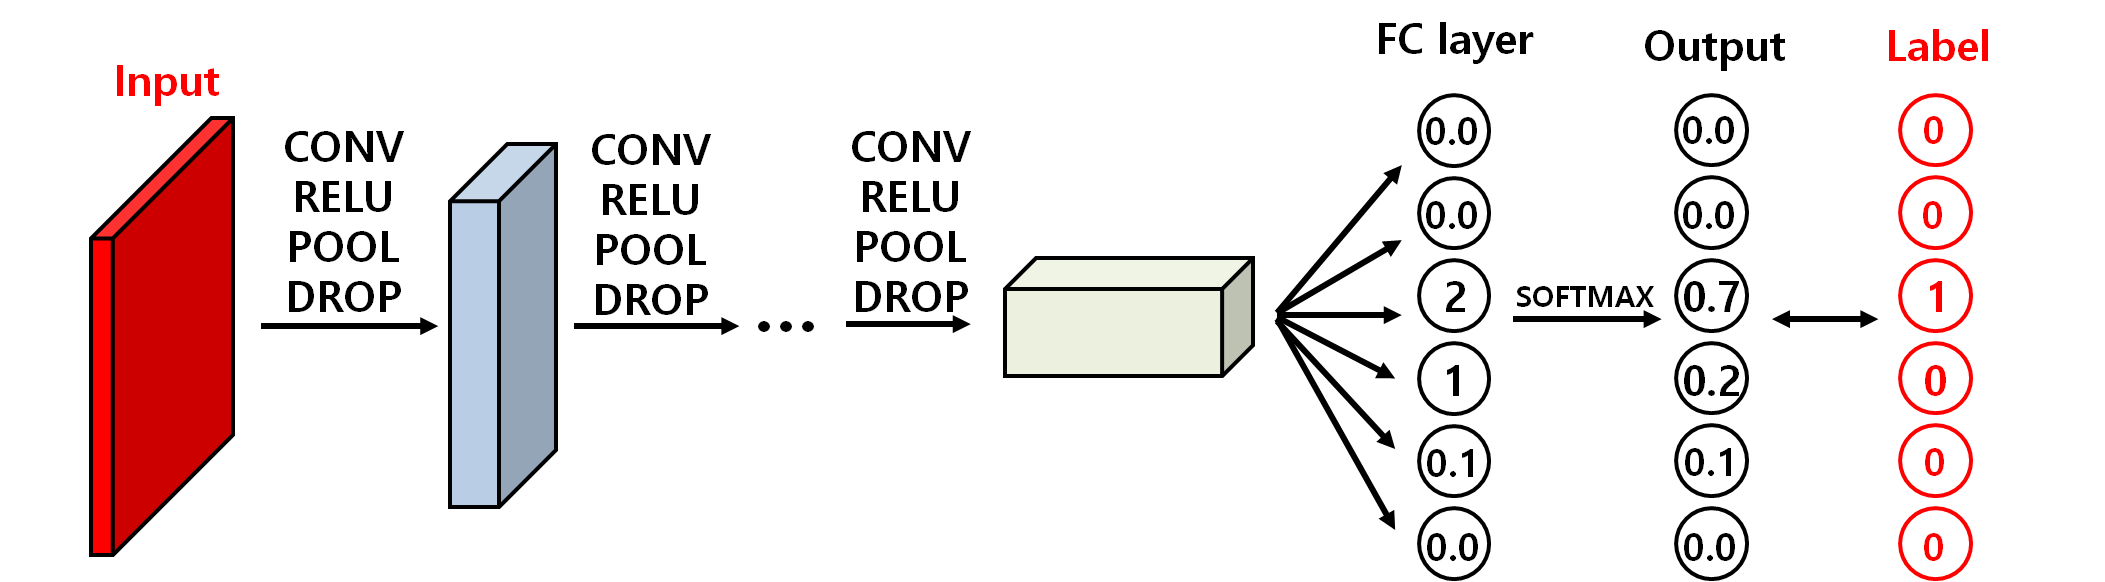 Input
CONV
RELU
POOL
DROP
CONV
RELU
POOL
DROP
...
CONV
RELU
POOL
DROP
FC layer
0.0
0.0
2
1
0.1
0.0
SOFTMAX
Output
0.0
0.0
0.7
0.2
0.1
0.0
Label
0
0
1
0
0
0